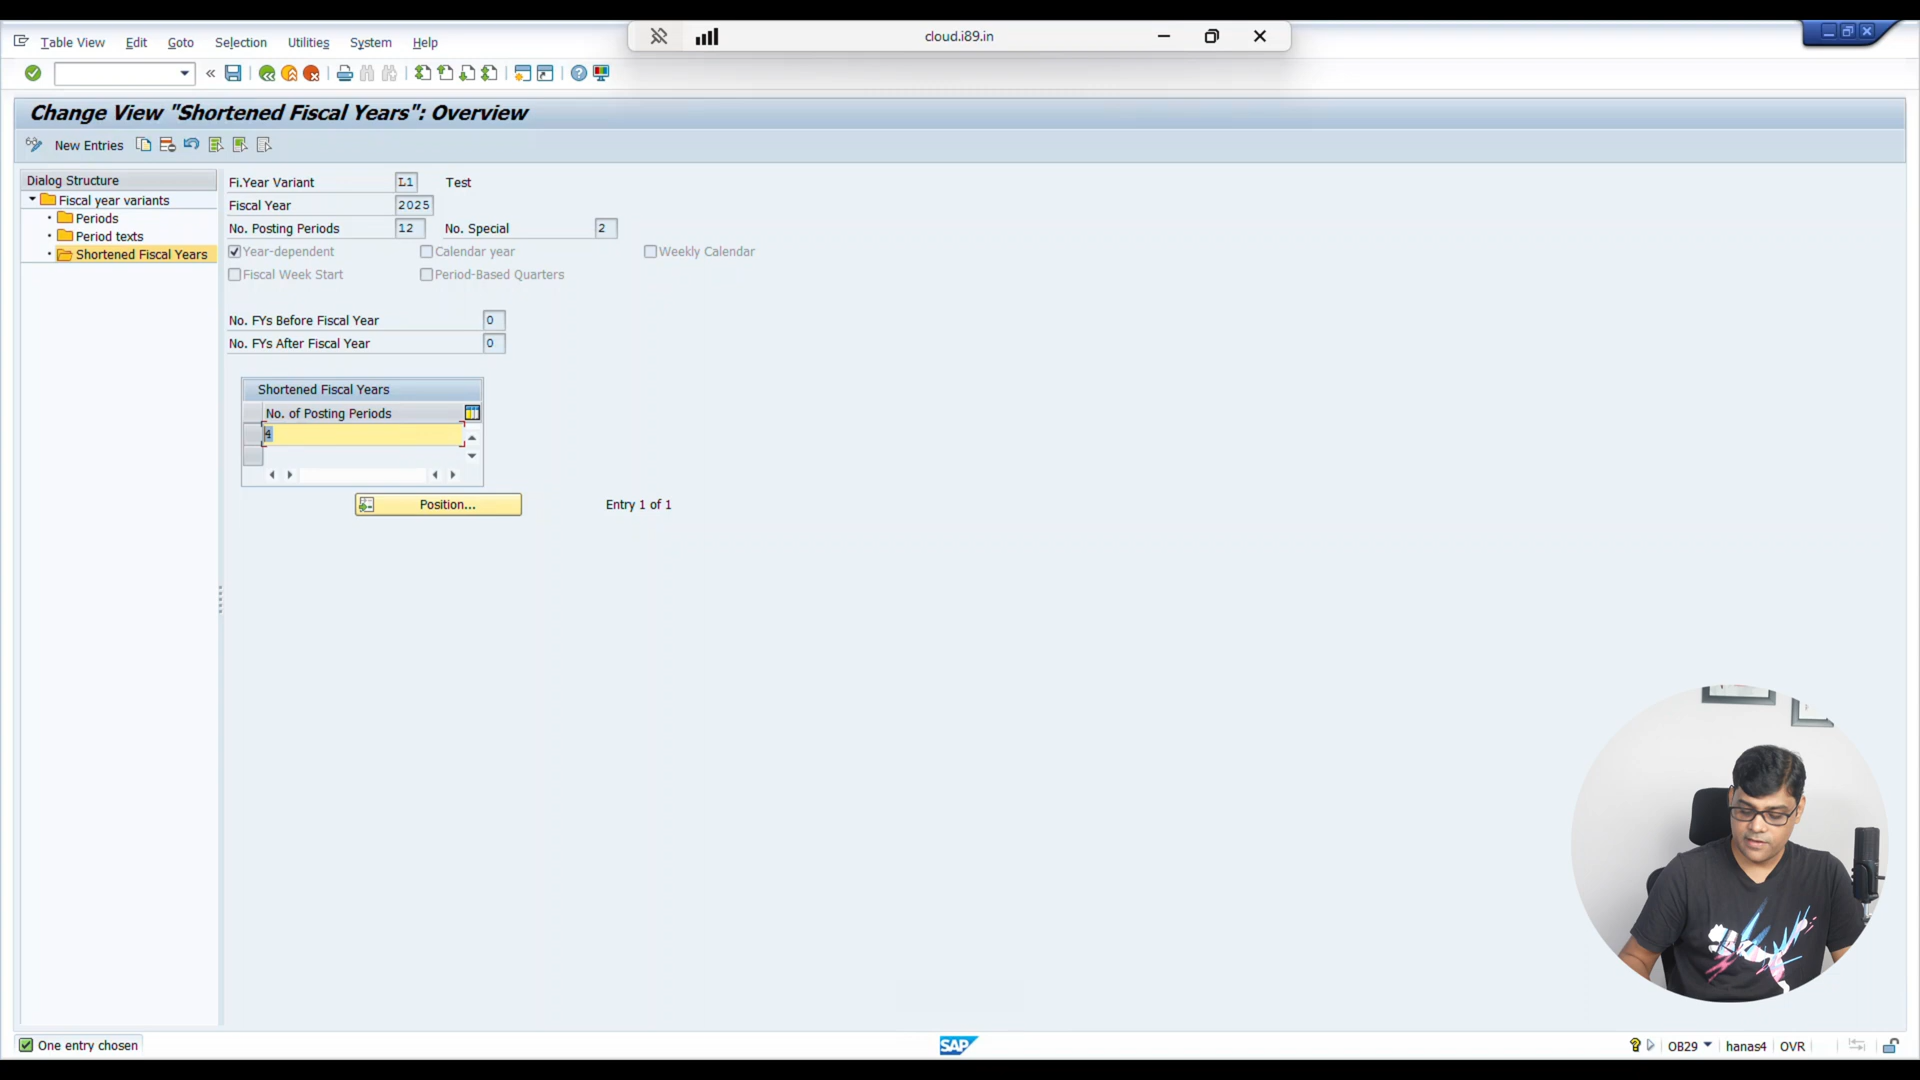 Table View Edit Goto Selection Utilities System Help
cloud.i89.in
Change View "Shortened Fiscal Years": Overview
New Entries
Dialog Structure
Fiscal year variants
Periods
Period texts
Shortened Fiscal Years
Fi.Year Variant L1 Test
Fiscal Year 2025
No. Posting Periods 12 No. Special 2
Year-dependent Calendar year Weekly Calendar
Fiscal Week Start Period-Based Quarters
No. FYs Before Fiscal Year 0
No. FYs After Fiscal Year 0
Shortened Fiscal Years
No. of Posting Periods
4
Position... Entry 1 of 1
One entry chosen
SAP
OB29 hanas4 OVR